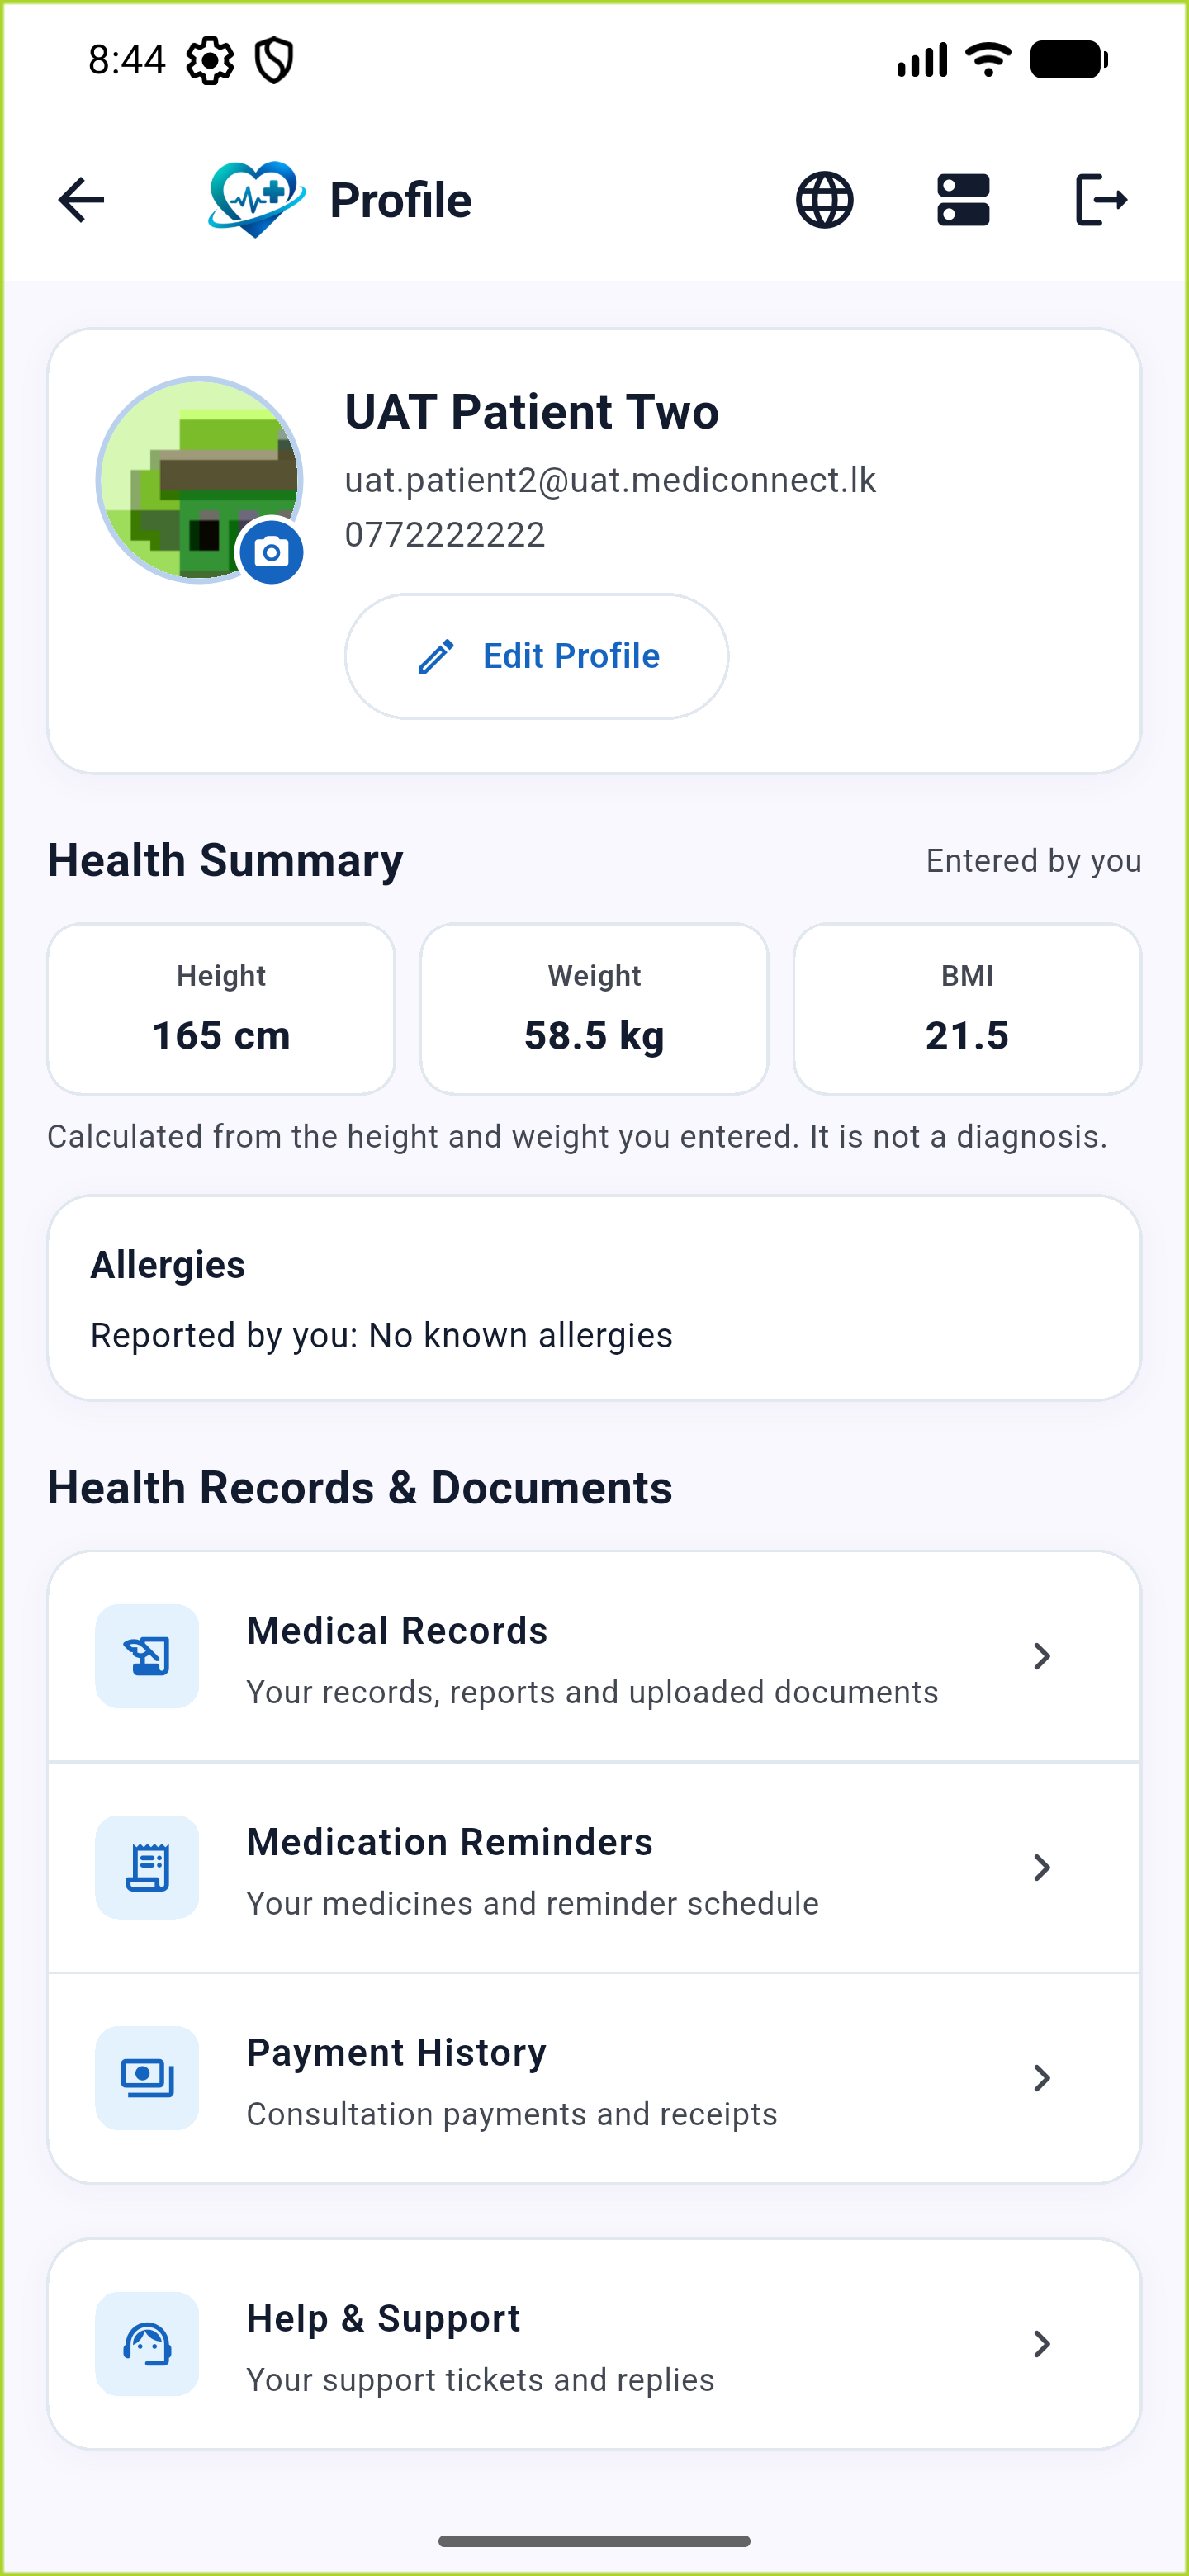 8:44
Profile
UAT Patient Two
uat.patient2@uat.mediconnect.lk
0772222222
Edit Profile
Health Summary
Entered by you
Height
165 cm
Weight
58.5 kg
BMI
21.5
Calculated from the height and weight you entered. It is not a diagnosis.
Allergies
Reported by you: No known allergies
Health Records & Documents
Medical Records
Your records, reports and uploaded documents
Medication Reminders
Your medicines and reminder schedule
Payment History
Consultation payments and receipts
Help & Support
Your support tickets and replies